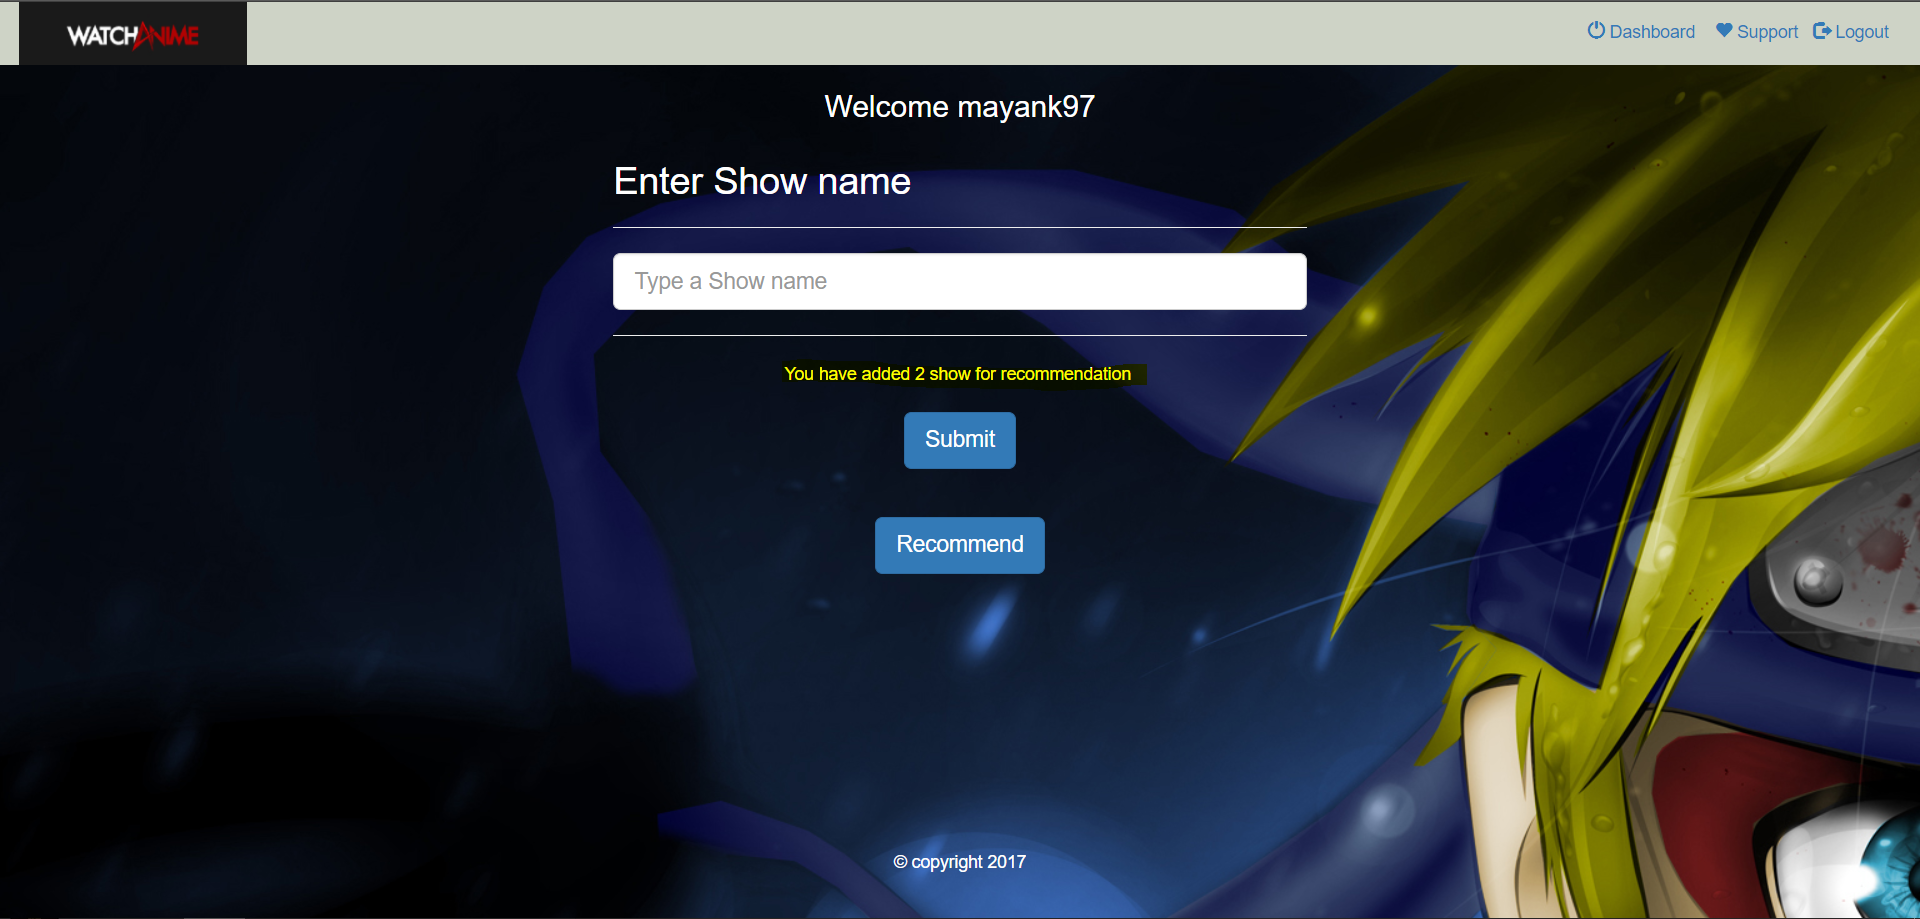 WATCHANIME
Dashboard Support Logout
Welcome mayank97
Enter Show name
Type a Show name
You have added 2 show for recommendation
Submit
Recommend
© copyright 2017